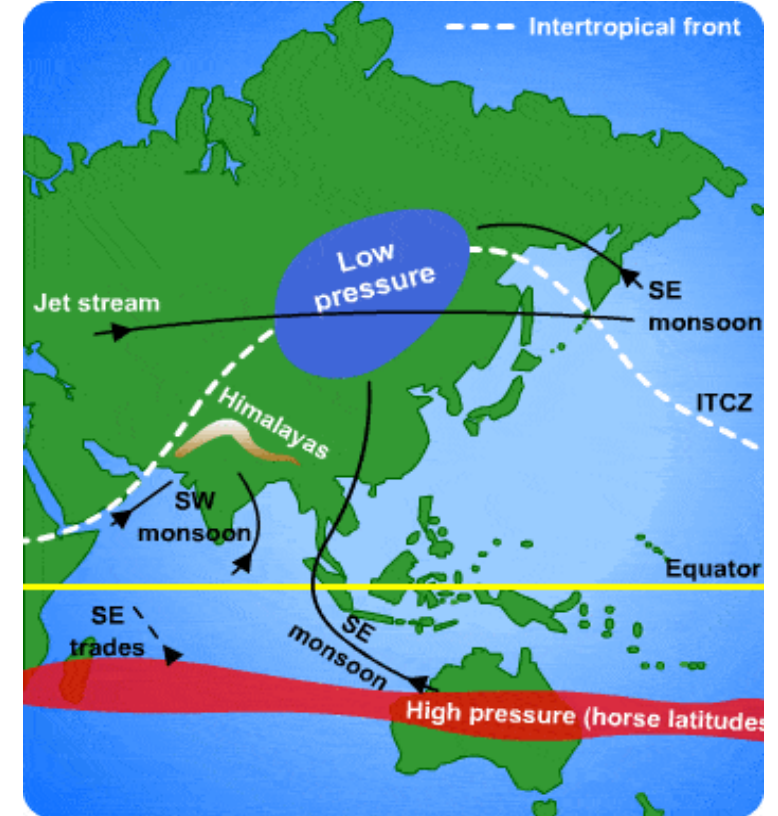 Intertropical front
Low
pressure
Jet stream
SE
monsoon
ITCZ
Himalayas
SW
monsoon
Equator
SE
trades
SE
monsoon
High pressure (horse latitudes